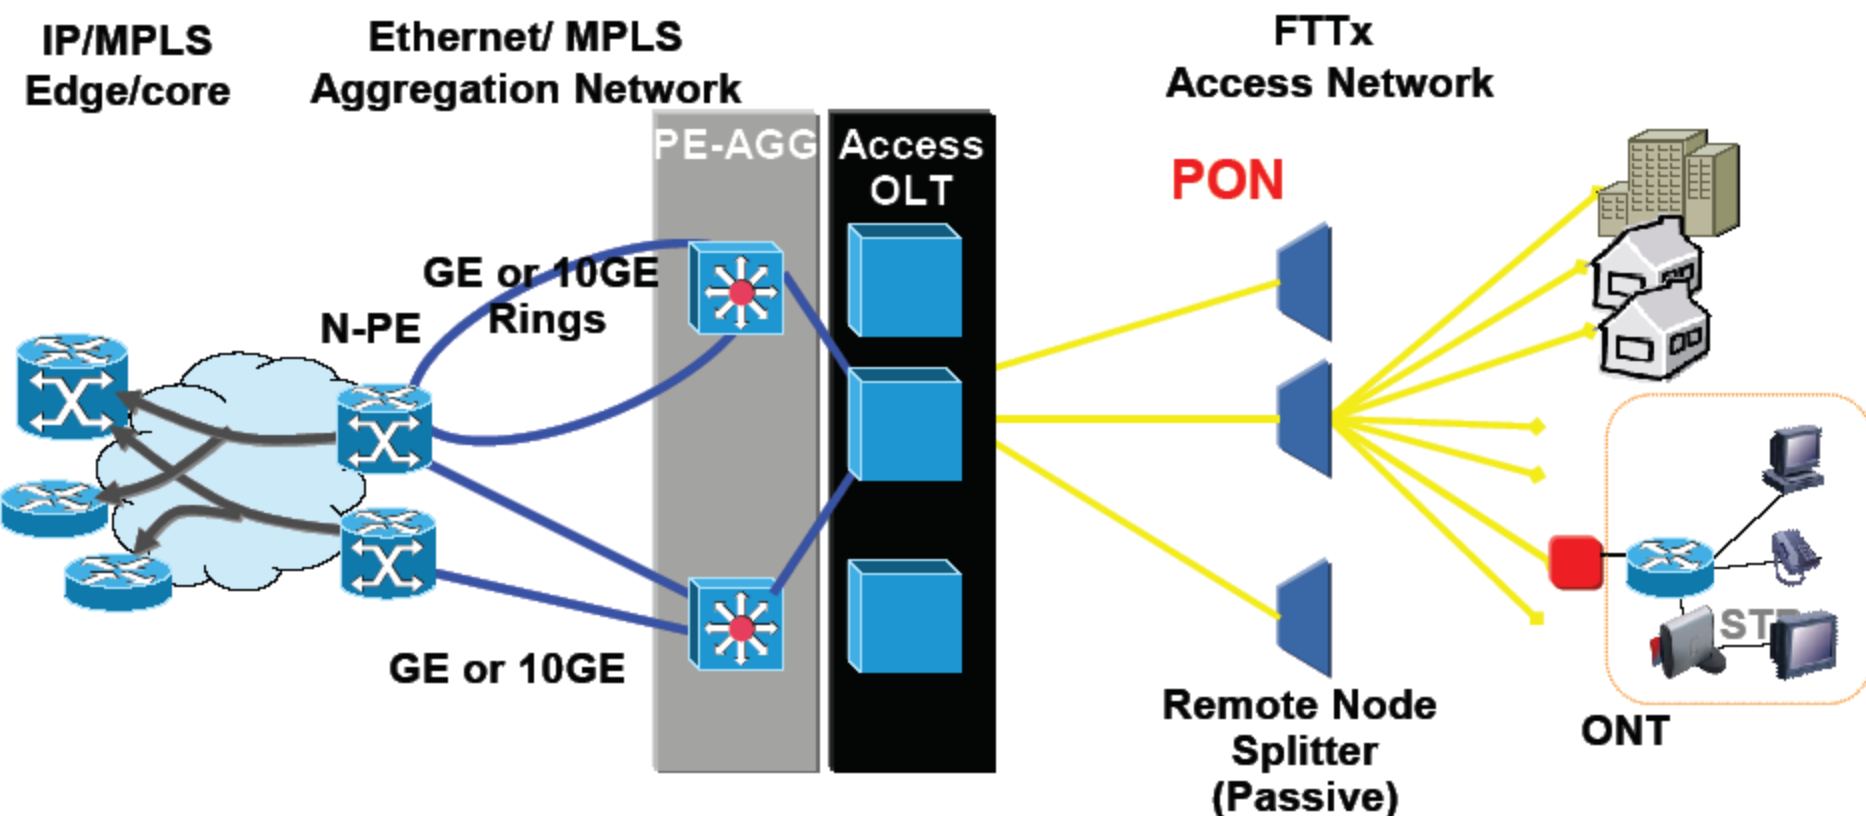 IP/MPLS
Edge/core
Ethernet/ MPLS
Aggregation Network
FTTx
Access Network
PE-AGG
Access
OLT
PON
GE or 10GE
Rings
N-PE
GE or 10GE
Remote Node
Splitter
(Passive)
ONT